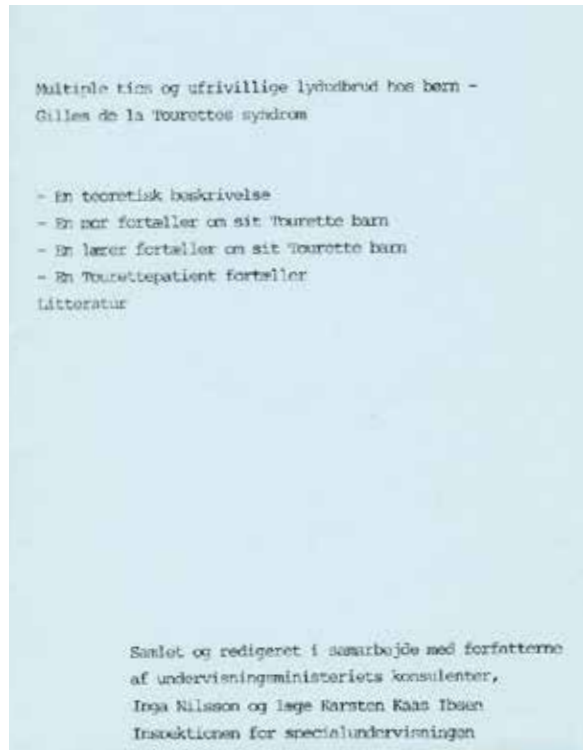 Multiple tics og ufrivillige lydudbrud hos børn -
Gilles de la Tourettes syndrom
- En teoretisk beskrivelse
- En mor fortæller om sit Tourette barn
- En lærer fortæller om sit Tourette barn
- En Tourettepatient fortæller
Litteratur
Samlet og redigeret i samarbejde med forfatterne
af undervisningsministeriets konsulenter,
Inga Nilsson og læge Karsten Kaas Ibsen
Inspektionen for specialundervisningen